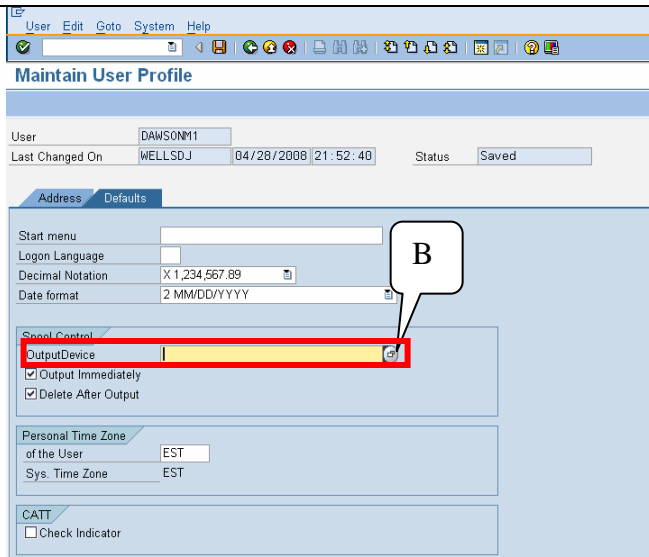 User Edit Goto System Help
Maintain User Profile
User DAWSONM1
Last Changed On WELLSDJ 04/28/2008 21:52:40 Status Saved
Address Defaults
Start menu
Logon Language
B
Decimal Notation X 1,234,567.89
Date format 2 MM/DD/YYYY
Spool Control
OutputDevice
Output Immediately
Delete After Output
Personal Time Zone
of the User EST
Sys. Time Zone EST
CATT
Check Indicator